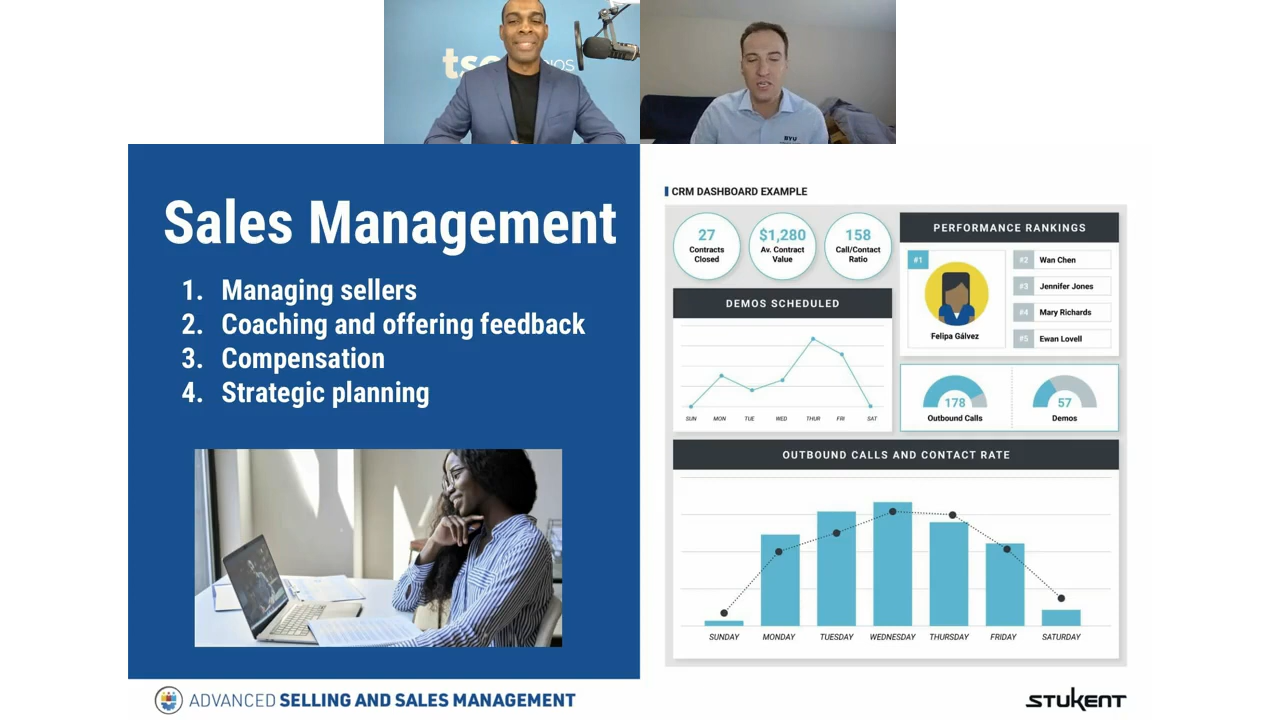 tse
BYU
Sales Management
1. Managing sellers
2. Coaching and offering feedback
3. Compensation
4. Strategic planning
CRM DASHBOARD EXAMPLE
27
Contracts
Closed
$1,280
Av. Contract
Value
158
Call/Contact
Ratio
PERFORMANCE RANKINGS
#1
Felipa Gálvez
#2 Wan Chen
#3 Jennifer Jones
#4 Mary Richards
#5 Ewan Lovell
DEMOS SCHEDULED
SUN MON TUE WED THUR FRI SAT
178
Outbound Calls
57
Demos
OUTBOUND CALLS AND CONTACT RATE
SUNDAY MONDAY TUESDAY WEDNESDAY THURSDAY FRIDAY SATURDAY
ADVANCED SELLING AND SALES MANAGEMENT
STUKENT